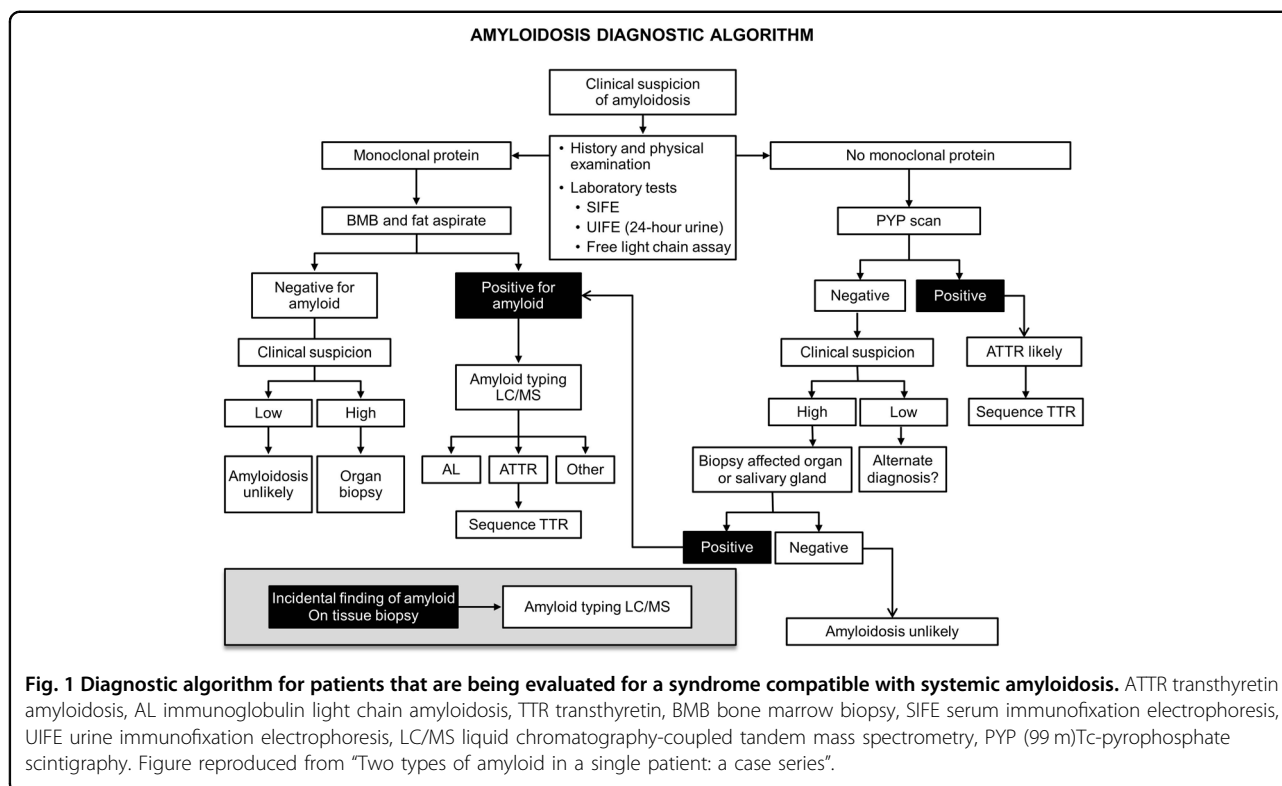 AMYLOIDOSIS DIAGNOSTIC ALGORITHM
Clinical suspicion
of amyloidosis
Monoclonal protein
• History and physical
examination
• Laboratory tests
• SIFE
• UIFE (24-hour urine)
• Free light chain assay
No monoclonal protein
BMB and fat aspirate
PYP scan
Negative for
amyloid
Positive for
amyloid
Negative
Positive
Clinical suspicion
Amyloid typing
LC/MS
Clinical suspicion
ATTR likely
Low
High
High
Low
Sequence TTR
Amyloidosis
unlikely
Organ
biopsy
AL
ATTR
Other
Biopsy affected organ
or salivary gland
Alternate
diagnosis?
Sequence TTR
Positive
Negative
Incidental finding of amyloid
On tissue biopsy
Amyloid typing LC/MS
Amyloidosis unlikely
Fig. 1 Diagnostic algorithm for patients that are being evaluated for a syndrome compatible with systemic amyloidosis. ATTR transthyretin
amyloidosis, AL immunoglobulin light chain amyloidosis, TTR transthyretin, BMB bone marrow biopsy, SIFE serum immunofixation electrophoresis,
UIFE urine immunofixation electrophoresis, LC/MS liquid chromatography-coupled tandem mass spectrometry, PYP (99 m)Tc-pyrophosphate
scintigraphy. Figure reproduced from “Two types of amyloid in a single patient: a case series”.